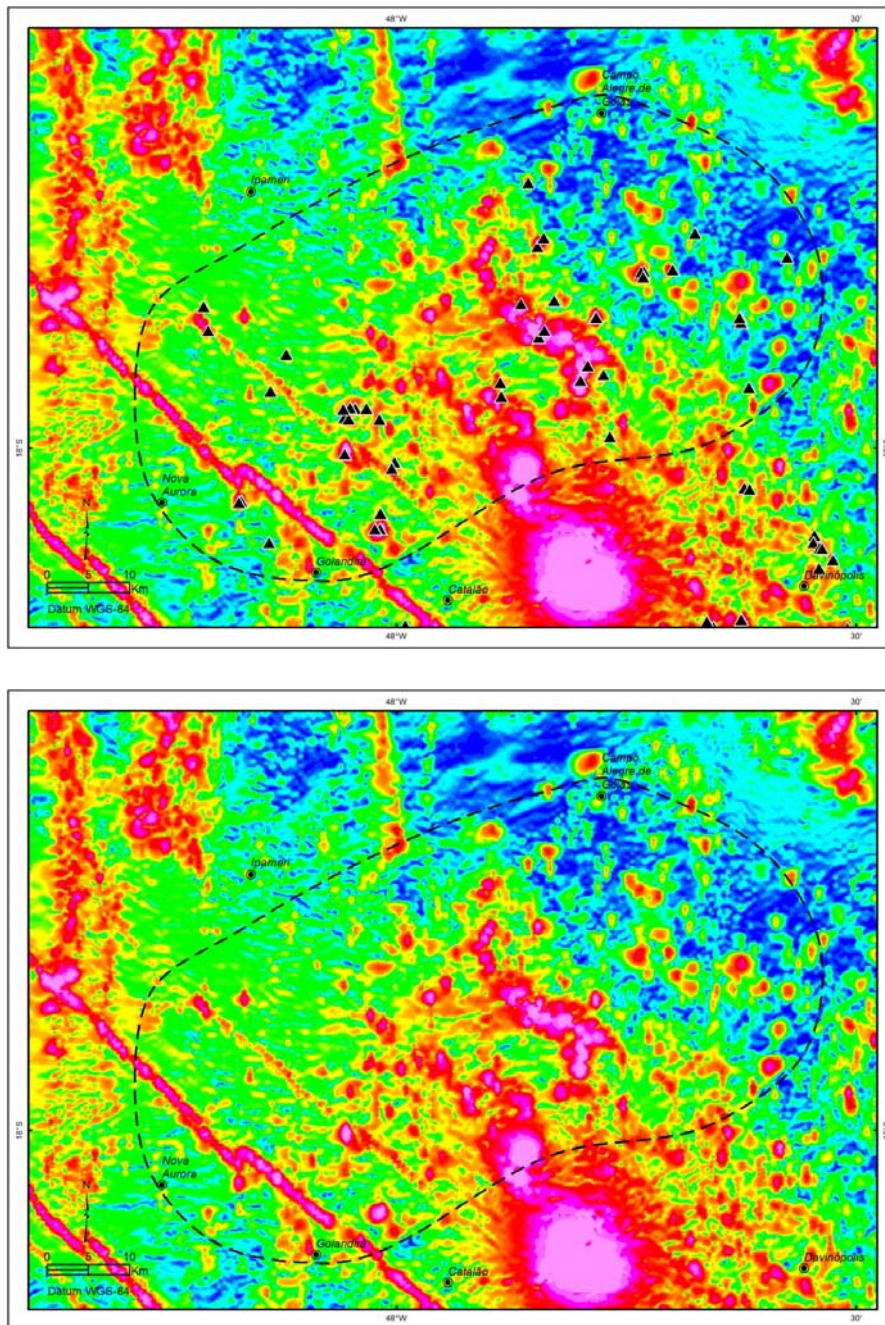 48°W
30'
Campo
Alegre de
Goiás
Ipameri
18°S
Nova
Aurora
N
0 5 10
Km
Datum WGS-84
Goiandira
Catalão
Davinópolis
48°W
30'
48°W
30'
Campo
Alegre de
Goiás
Ipameri
18°S
Nova
Aurora
N
0 5 10
Km
Datum WGS-84
Goiandira
Catalão
Davinópolis
48°W
30'